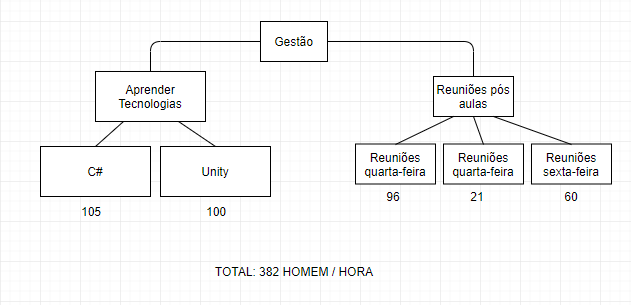 Gestão
Aprender
Tecnologias
Reuniões pós
aulas
C#
Unity
Reuniões
quarta-feira
Reuniões
quarta-feira
Reuniões
sexta-feira
105
100
96
21
60
TOTAL: 382 HOMEM / HORA